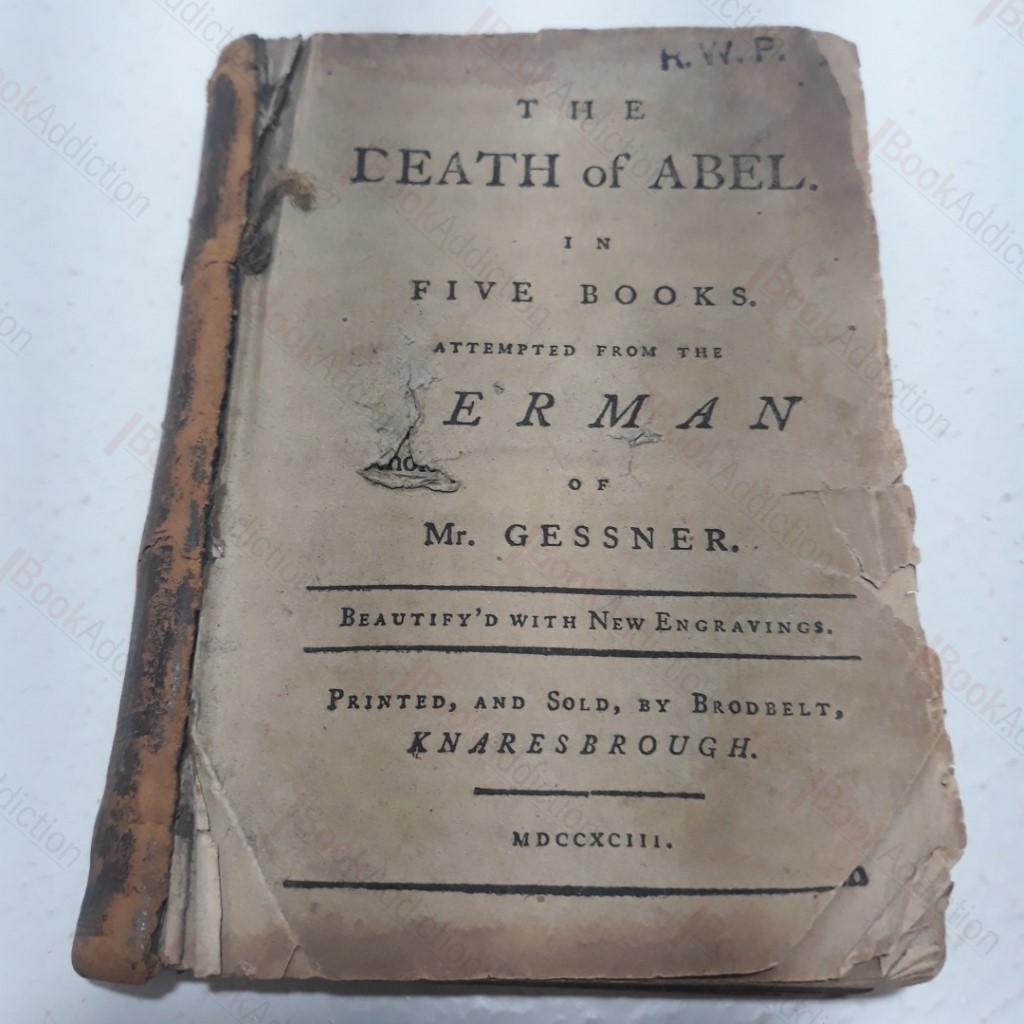 R.W.P.
THE
DEATH of ABEL.
IN
FIVE BOOKS.
ATTEMPTED FROM THE
ERMAN
OF
Mr. GESSNER.
BEAUTIFY'D WITH NEW ENGRAVINGS.
PRINTED, AND SOLD, BY BRODBELT,
KNARESBROUGH.
MDCCXCIII.
BookAddiction